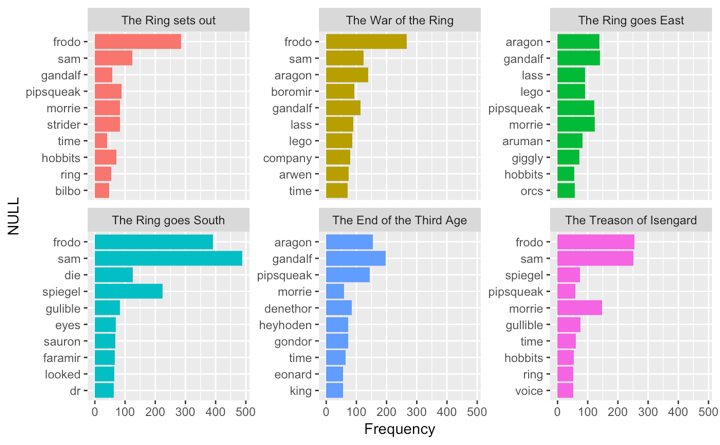 The Ring sets out
frodo
sam
gandalf
pipsqueak
morrie
strider
time
hobbits
ring
bilbo
The War of the Ring
frodo
sam
aragon
boromir
gandalf
lass
lego
company
arwen
time
The Ring goes East
aragon
gandalf
lass
lego
pipsqueak
morrie
aruman
giggly
hobbits
orcs
NULL
The Ring goes South
frodo
sam
die
spiegel
gulible
eyes
sauron
faramir
looked
dr
0 100 200 300 400 500
The End of the Third Age
aragon
gandalf
pipsqueak
morrie
denethor
heyhoden
gondor
time
eonard
king
0 100 200 300 400 500
The Treason of Isengard
frodo
sam
spiegel
pipsqueak
morrie
gullible
time
hobbits
ring
voice
0 100 200 300 400 500
Frequency